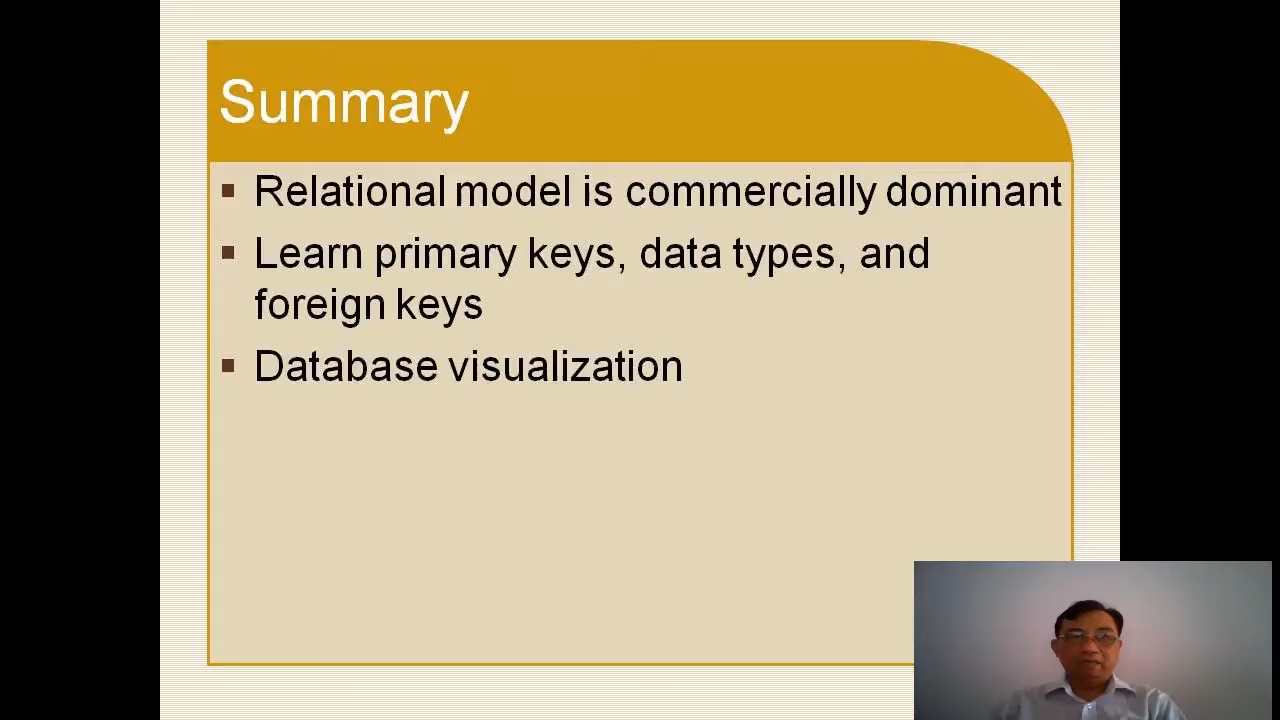 Summary
Relational model is commercially dominant
Learn primary keys, data types, and
foreign keys
Database visualization